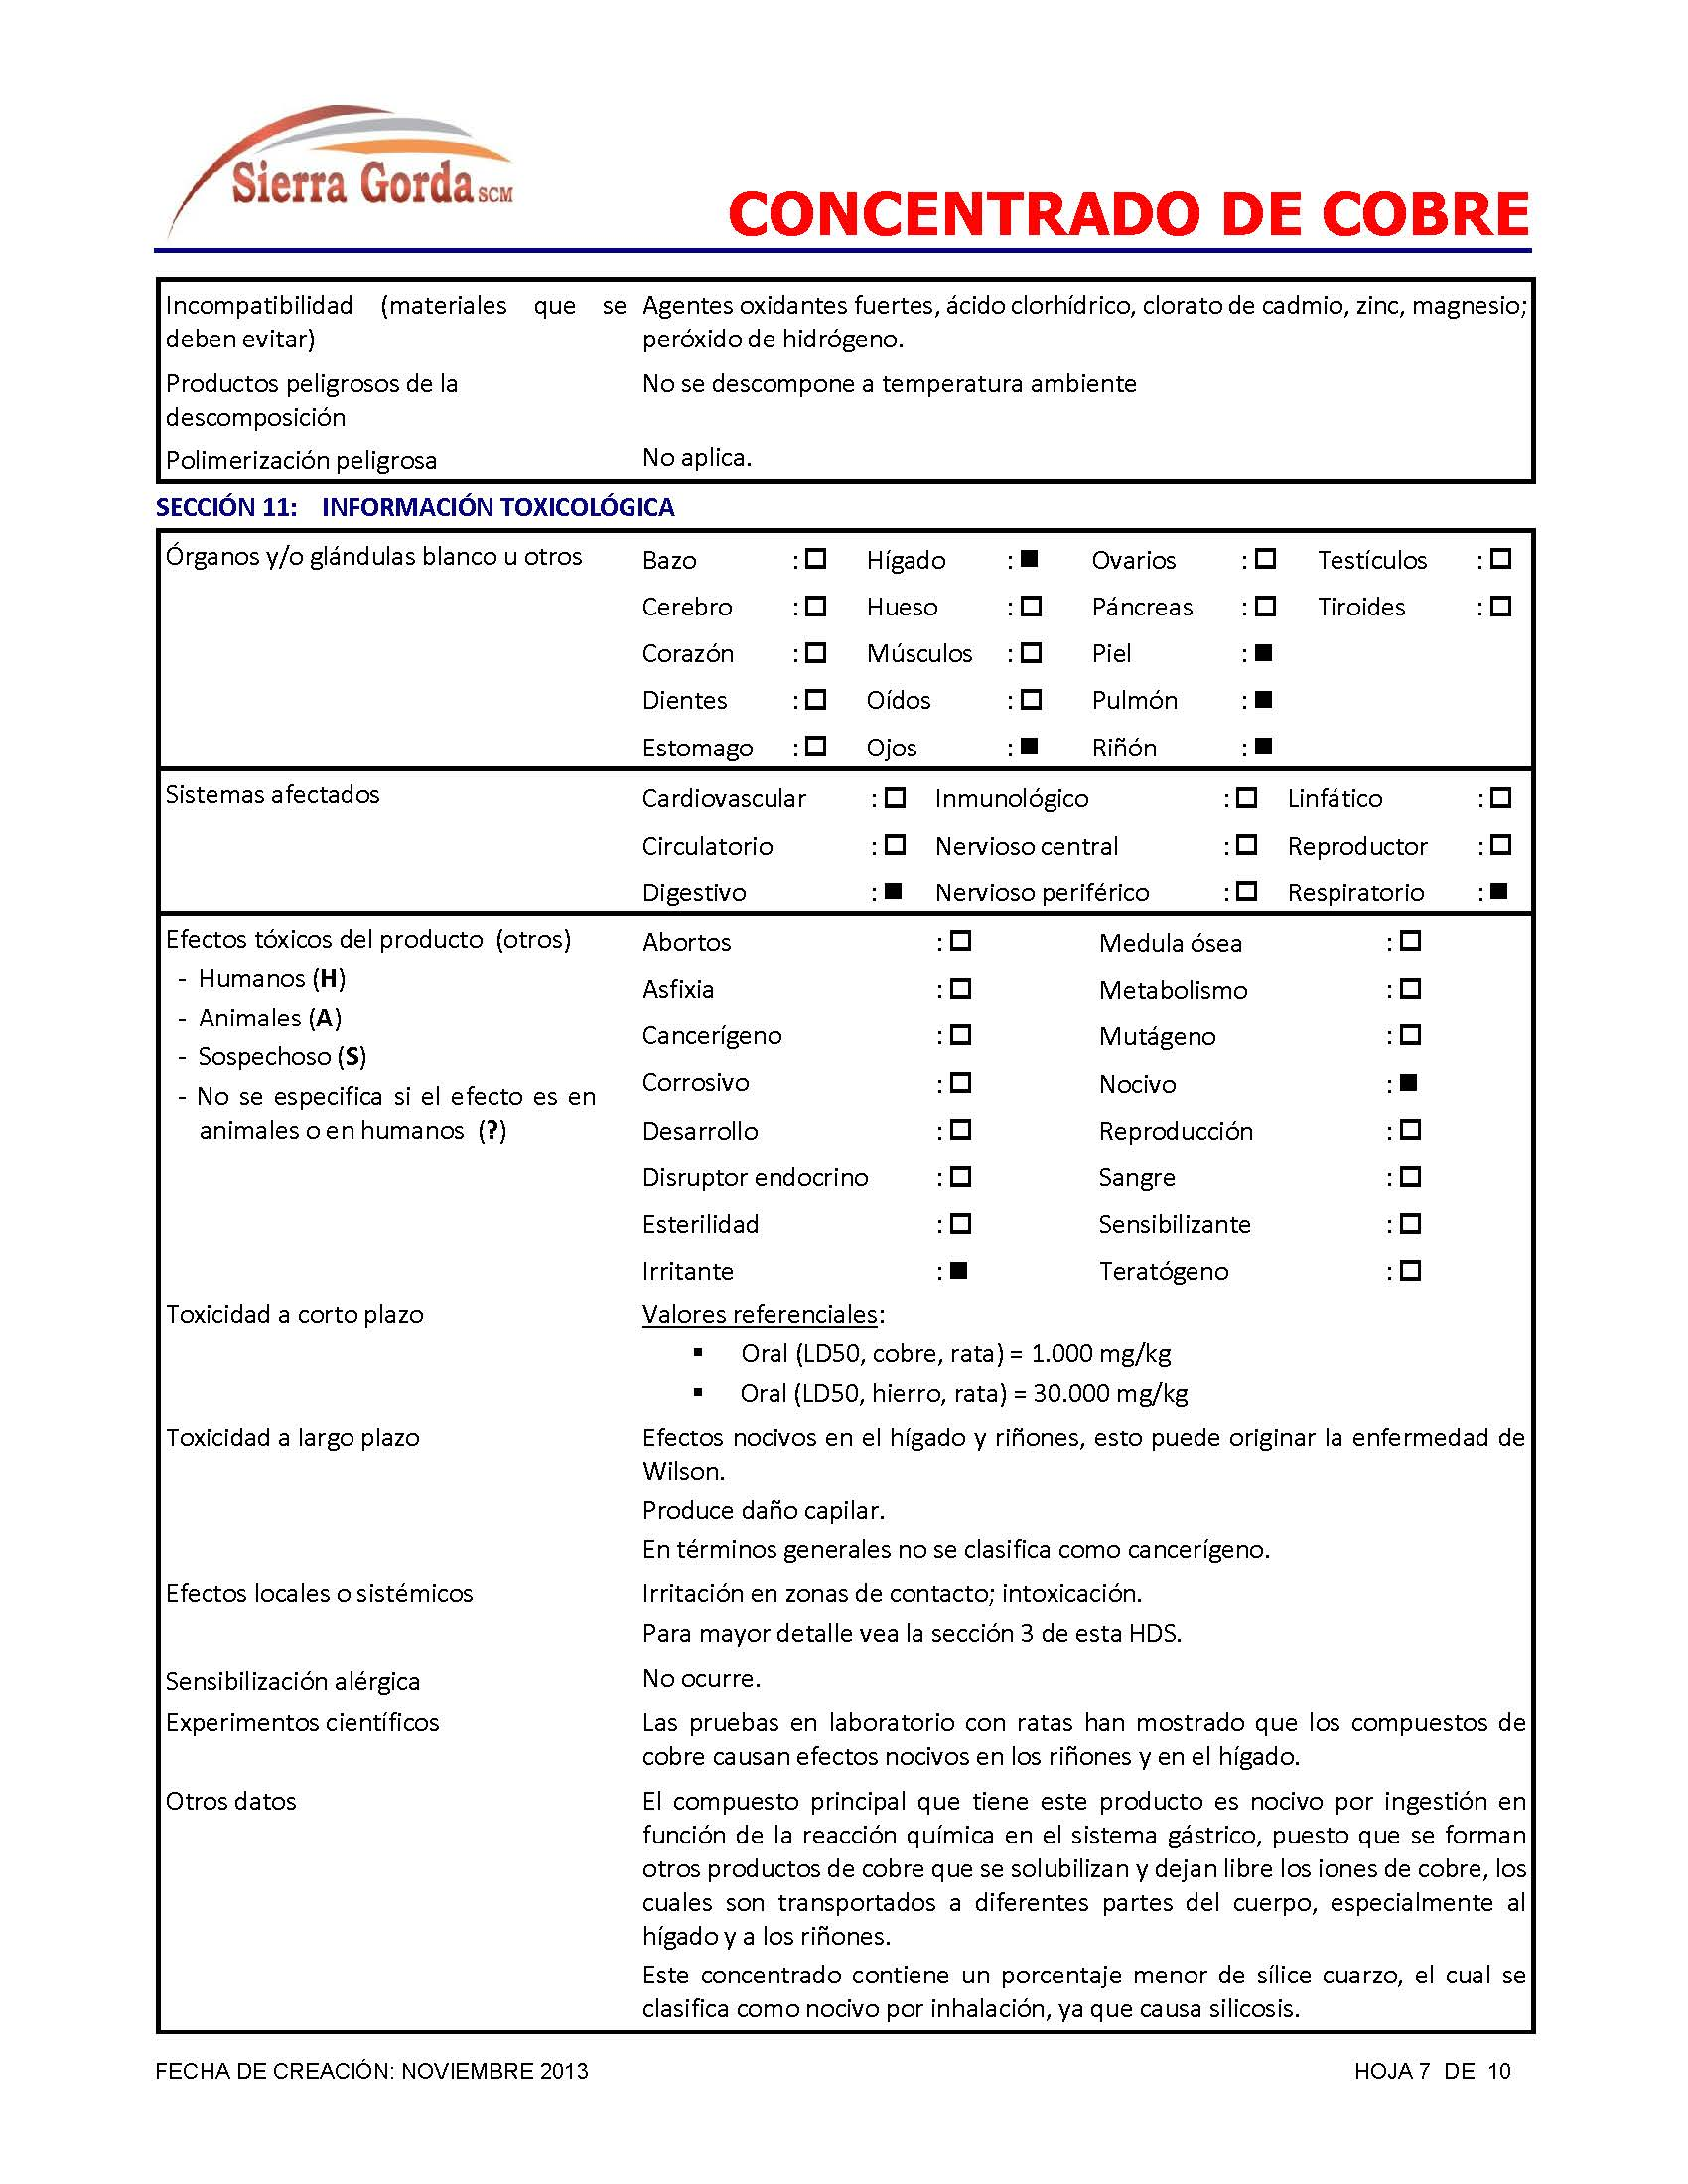 Sierra Gorda SCM
CONCENTRADO DE COBRE
Incompatibilidad (materiales que se deben evitar) Agentes oxidantes fuertes, ácido clorhídrico, clorato de cadmio, zinc, magnesio;
peróxido de hidrógeno.
Productos peligrosos de la descomposición No se descompone a temperatura ambiente
Polimerización peligrosa No aplica.
SECCIÓN 11: INFORMACIÓN TOXICOLÓGICA
Órganos y/o glándulas blanco u otros Bazo : ☐ Hígado : ■ Ovarios : ☐ Testículos : ☐
Cerebro : ☐ Hueso : ☐ Páncreas : ☐ Tiroides : ☐
Corazón : ☐ Músculos : ☐ Piel : ■
Dientes : ☐ Oídos : ☐ Pulmón : ■
Estomago : ☐ Ojos : ■ Riñón : ■
Sistemas afectados Cardiovascular : ☐ Inmunológico : ☐ Linfático : ☐
Circulatorio : ☐ Nervioso central : ☐ Reproductor : ☐
Digestivo : ■ Nervioso periférico : ☐ Respiratorio : ■
Efectos tóxicos del producto (otros)
- Humanos (H)
- Animales (A)
- Sospechoso (S)
- No se especifica si el efecto es en
animales o en humanos (?)
Abortos : ☐ Medula ósea : ☐
Asfixia : ☐ Metabolismo : ☐
Cancerígeno : ☐ Mutágeno : ☐
Corrosivo : ☐ Nocivo : ■
Desarrollo : ☐ Reproducción : ☐
Disruptor endocrino : ☐ Sangre : ☐
Esterilidad : ☐ Sensibilizante : ☐
Irritante : ■ Teratógeno : ☐
Toxicidad a corto plazo Valores referenciales:
▪ Oral (LD50, cobre, rata) = 1.000 mg/kg
▪ Oral (LD50, hierro, rata) = 30.000 mg/kg
Toxicidad a largo plazo Efectos nocivos en el hígado y riñones, esto puede originar la enfermedad de
Wilson.
Produce daño capilar.
En términos generales no se clasifica como cancerígeno.
Efectos locales o sistémicos Irritación en zonas de contacto; intoxicación.
Para mayor detalle vea la sección 3 de esta HDS.
Sensibilización alérgica No ocurre.
Experimentos científicos Las pruebas en laboratorio con ratas han mostrado que los compuestos de
cobre causan efectos nocivos en los riñones y en el hígado.
Otros datos El compuesto principal que tiene este producto es nocivo por ingestión en
función de la reacción química en el sistema gástrico, puesto que se forman
otros productos de cobre que se solubilizan y dejan libre los iones de cobre, los
cuales son transportados a diferentes partes del cuerpo, especialmente al
hígado y a los riñones.
Este concentrado contiene un porcentaje menor de sílice cuarzo, el cual se
clasifica como nocivo por inhalación, ya que causa silicosis.
FECHA DE CREACIÓN: NOVIEMBRE 2013 HOJA 7 DE 10